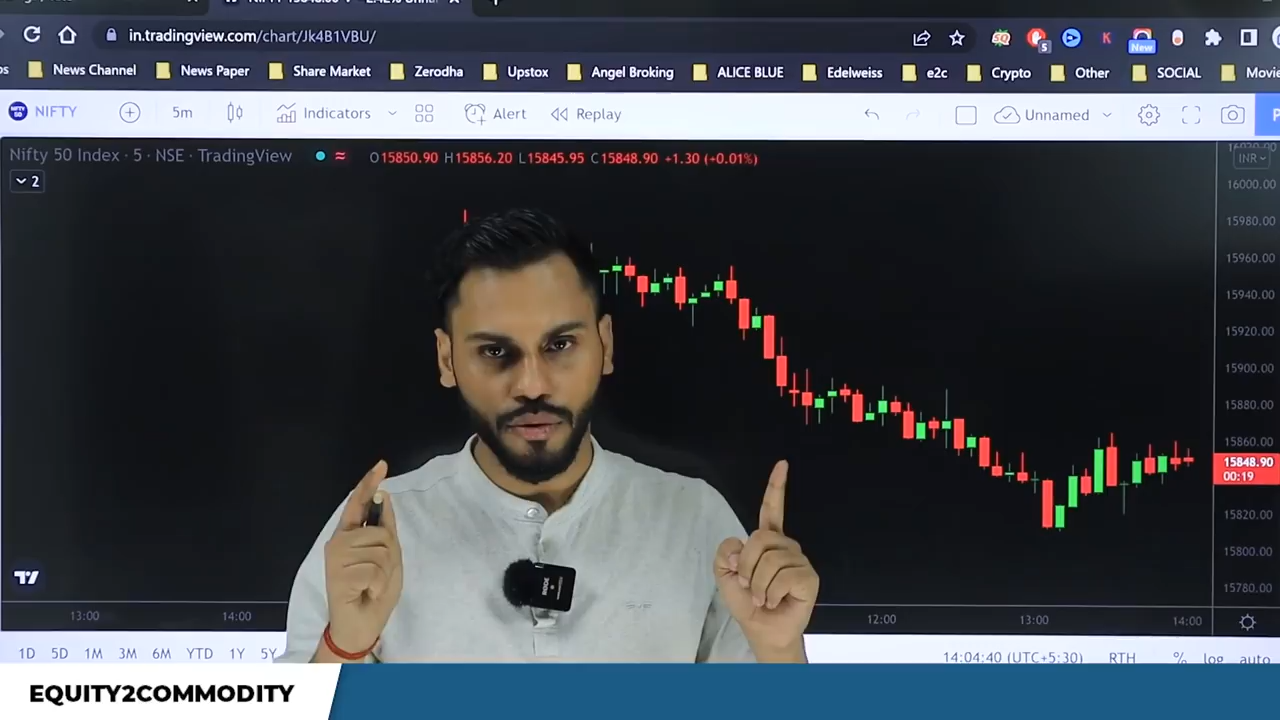 in.tradingview.com/chart/Jk4B1VBU/
SQ 5 K New
News Channel News Paper Share Market Zerodha Upstox Angel Broking ALICE BLUE Edelweiss e2c Crypto Other SOCIAL Movie
NIFTY 5m Indicators Alert Replay Unnamed
Nifty 50 Index · 5 · NSE · TradingView O15850.90 H15856.20 L15845.95 C15848.90 +1.30 (+0.01%)
INR
2
16000.00
15980.00
15960.00
15940.00
15920.00
15900.00
15880.00
15860.00
15848.90
00:19
15820.00
15800.00
15780.00
13:00 14:00 12:00 13:00 14:00
1D 5D 1M 3M 6M YTD 1Y 5Y 14:04:40 (UTC+5:30) RTH % log auto
RODE
EQUITY2COMMODITY